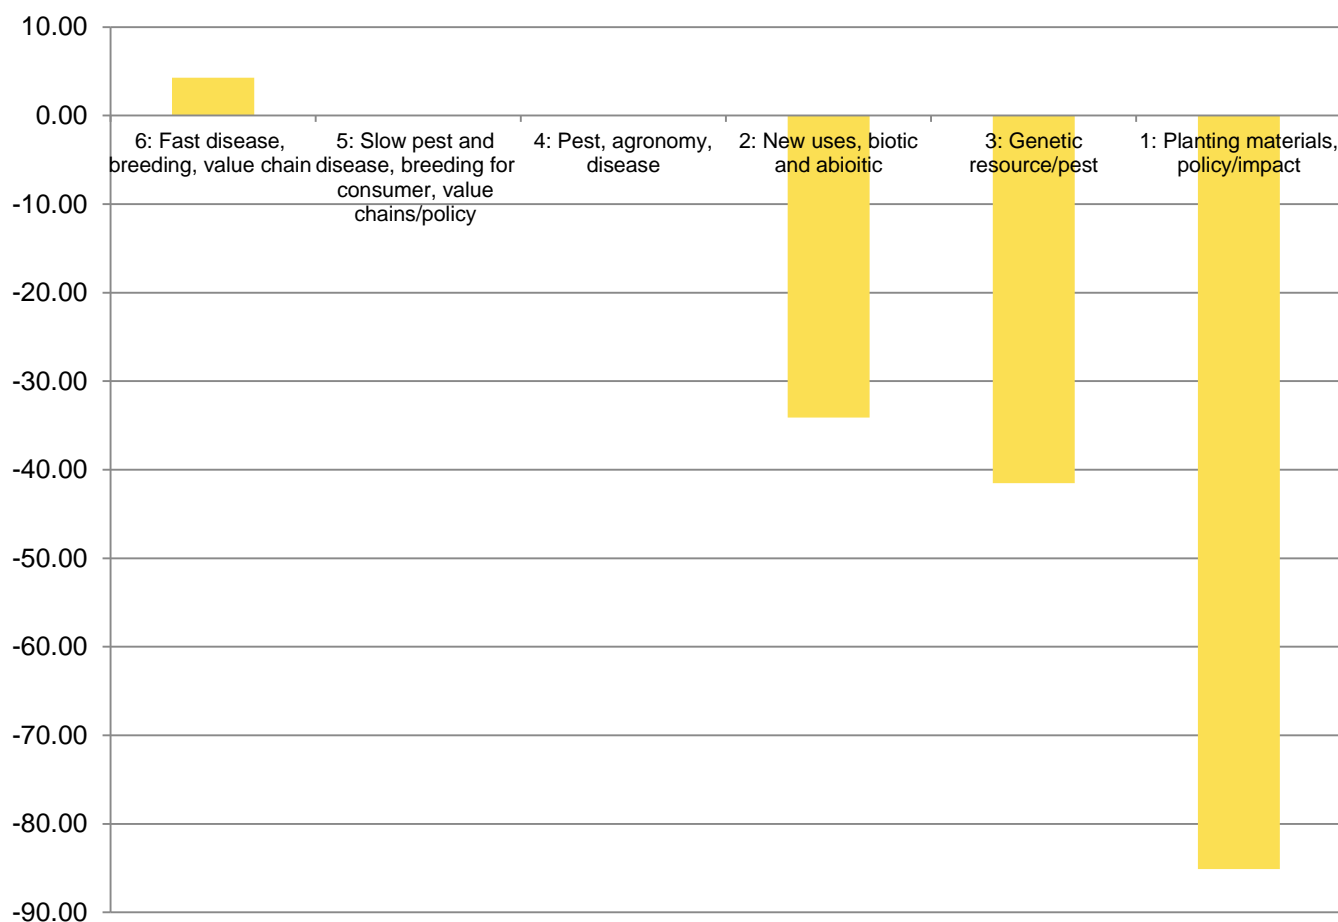 10.00
0.00
6: Fast disease,
breeding, value chain
5: Slow pest and
disease, breeding for
consumer, value
chains/policy
4: Pest, agronomy,
disease
2: New uses, biotic
and abioitic
3: Genetic
resource/pest
1: Planting materials,
policy/impact
-10.00
-20.00
-30.00
-40.00
-50.00
-60.00
-70.00
-80.00
-90.00